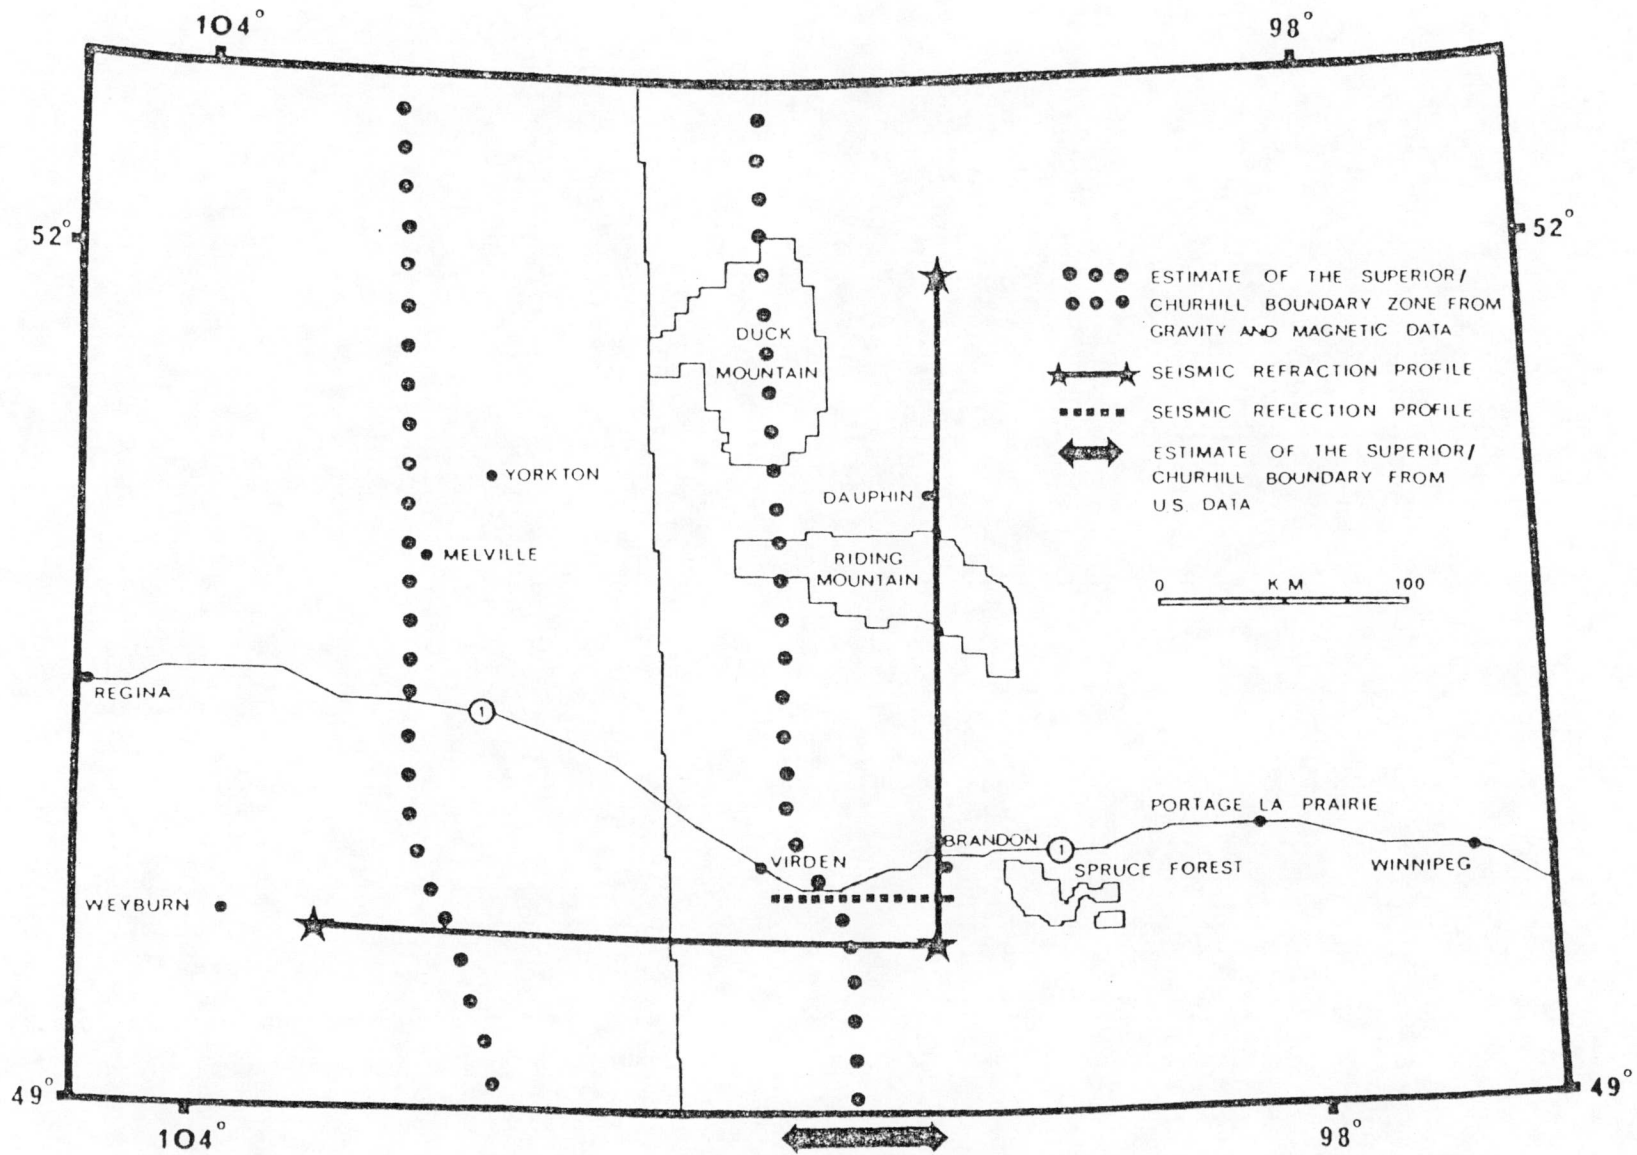 104°
98°
52°
52°
ESTIMATE OF THE SUPERIOR/
CHURHILL BOUNDARY ZONE FROM
GRAVITY AND MAGNETIC DATA
DUCK
MOUNTAIN
SEISMIC REFRACTION PROFILE
SEISMIC REFLECTION PROFILE
ESTIMATE OF THE SUPERIOR/
CHURHILL BOUNDARY FROM
U.S. DATA
YORKTON
DAUPHIN
MELVILLE
RIDING
MOUNTAIN
0 KM 100
REGINA
1
PORTAGE LA PRAIRIE
BRANDON
1
VIRDEN
SPRUCE FOREST
WINNIPEG
WEYBURN
49°
49°
104°
98°